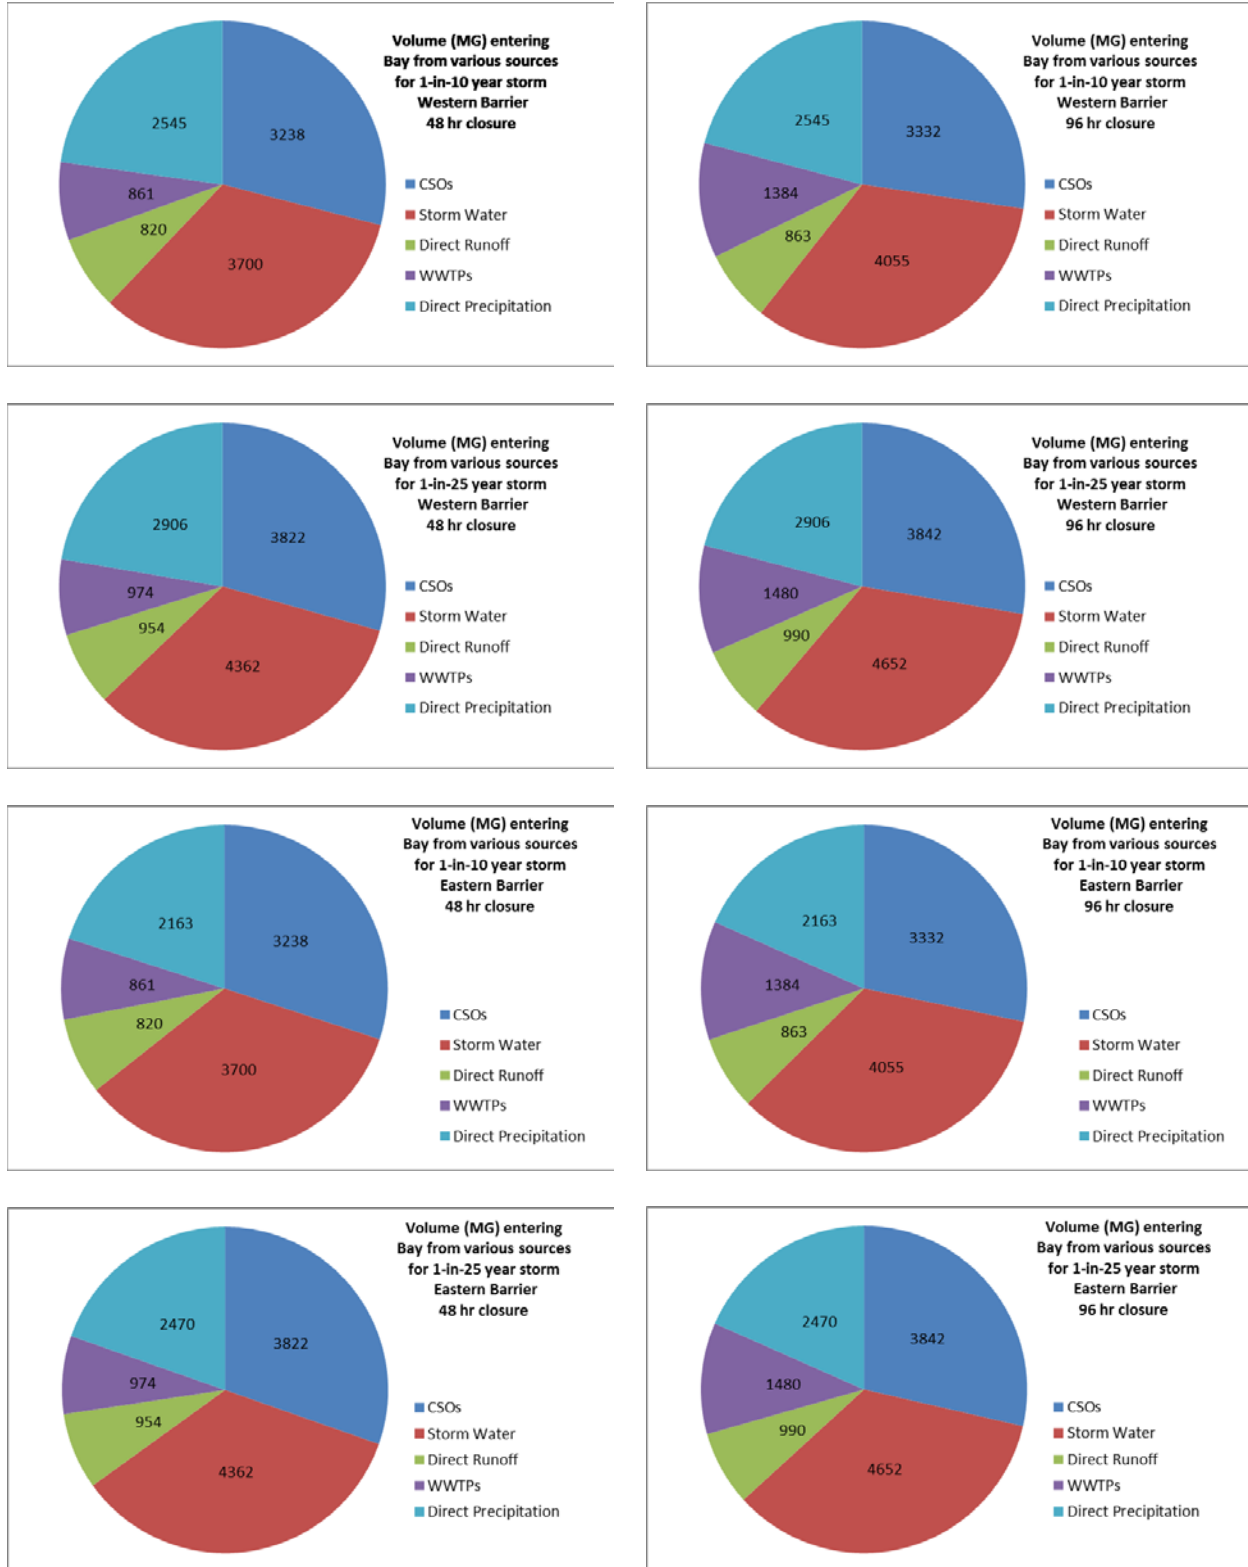 Volume (MG) entering
Bay from various sources
for 1-in-10 year storm
Western Barrier
48 hr closure
2545
3238
861
820
3700
CSOs
Storm Water
Direct Runoff
WWTPs
Direct Precipitation
Volume (MG) entering
Bay from various sources
for 1-in-10 year storm
Western Barrier
96 hr closure
2545
3332
1384
863
4055
CSOs
Storm Water
Direct Runoff
WWTPs
Direct Precipitation
Volume (MG) entering
Bay from various sources
for 1-in-25 year storm
Western Barrier
48 hr closure
2906
3822
974
954
4362
CSOs
Storm Water
Direct Runoff
WWTPs
Direct Precipitation
Volume (MG) entering
Bay from various sources
for 1-in-25 year storm
Western Barrier
96 hr closure
2906
3842
1480
990
4652
CSOs
Storm Water
Direct Runoff
WWTPs
Direct Precipitation
Volume (MG) entering
Bay from various sources
for 1-in-10 year storm
Eastern Barrier
48 hr closure
2163
3238
861
820
3700
CSOs
Storm Water
Direct Runoff
WWTPs
Direct Precipitation
Volume (MG) entering
Bay from various sources
for 1-in-10 year storm
Eastern Barrier
96 hr closure
2163
3332
1384
863
4055
CSOs
Storm Water
Direct Runoff
WWTPs
Direct Precipitation
Volume (MG) entering
Bay from various sources
for 1-in-25 year storm
Eastern Barrier
48 hr closure
2470
3822
974
954
4362
CSOs
Storm Water
Direct Runoff
WWTPs
Direct Precipitation
Volume (MG) entering
Bay from various sources
for 1-in-25 year storm
Eastern Barrier
96 hr closure
2470
3842
1480
990
4652
CSOs
Storm Water
Direct Runoff
WWTPs
Direct Precipitation